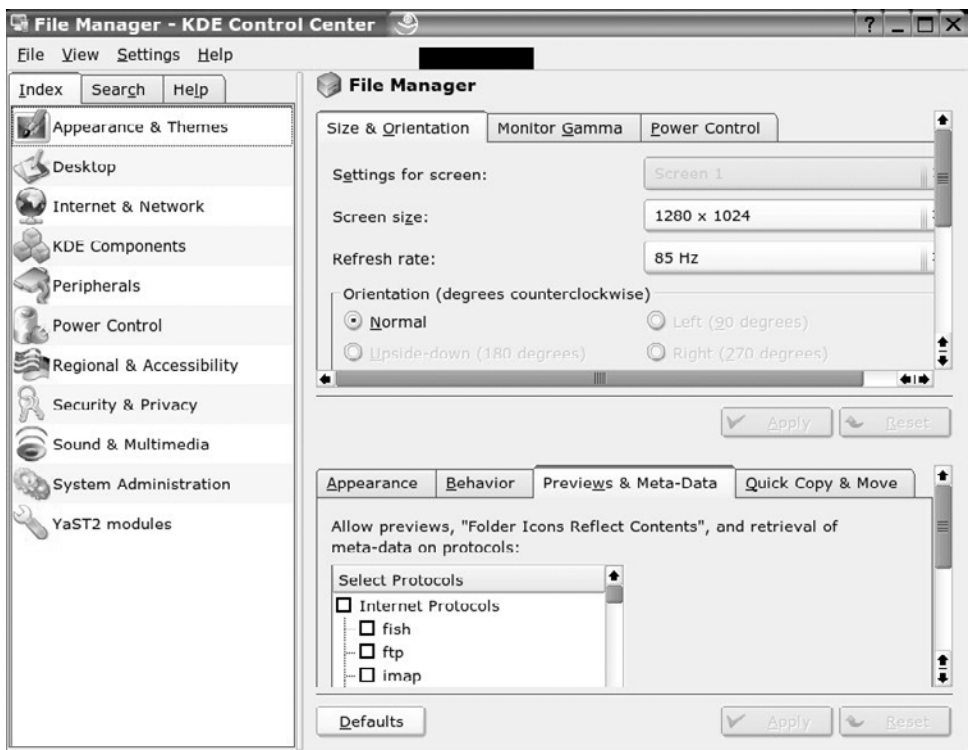 File Manager - KDE Control Center
? _ X
File View Settings Help
Index Search Help
Appearance & Themes
Desktop
Internet & Network
KDE Components
Peripherals
Power Control
Regional & Accessibility
Security & Privacy
Sound & Multimedia
System Administration
YaST2 modules
File Manager
Size & Orientation Monitor Gamma Power Control
Settings for screen: Screen 1
Screen size: 1280 x 1024
Refresh rate: 85 Hz
Orientation (degrees counterclockwise)
Normal Left (90 degrees)
Upside-down (180 degrees) Right (270 degrees)
Apply Reset
Appearance Behavior Previews & Meta-Data Quick Copy & Move
Allow previews, "Folder Icons Reflect Contents", and retrieval of
meta-data on protocols:
Select Protocols
Internet Protocols
fish
ftp
imap
Defaults Apply Reset